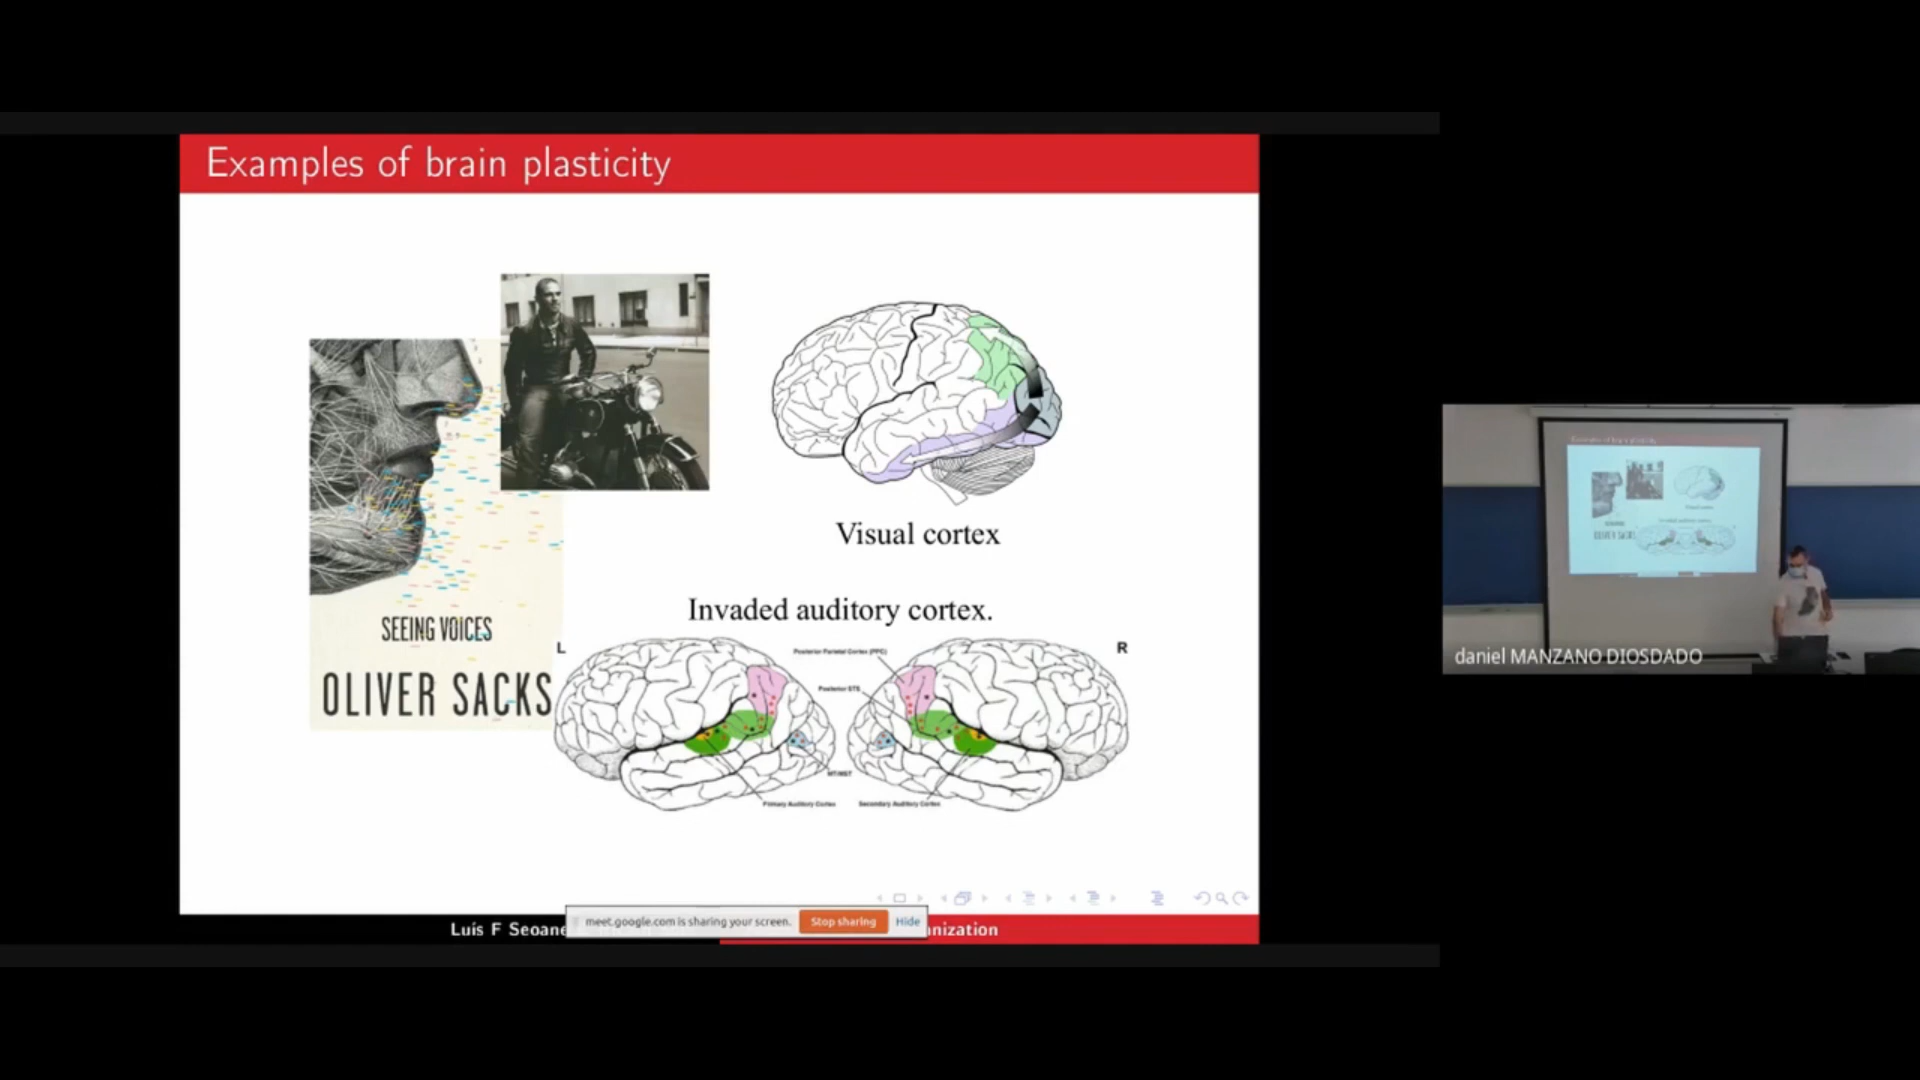 Examples of brain plasticity
SEEING VOICES
OLIVER SACKS
Visual cortex
Invaded auditory cortex.
L
R
Posterior Parietal Cortex (PPC)
Posterior STS
MT/MST
Primary Auditory Cortex
Secondary Auditory Cortex
meet.google.com is sharing your screen.
Stop sharing
Hide
Luís F Seoane
daniel MANZANO DIOSDADO